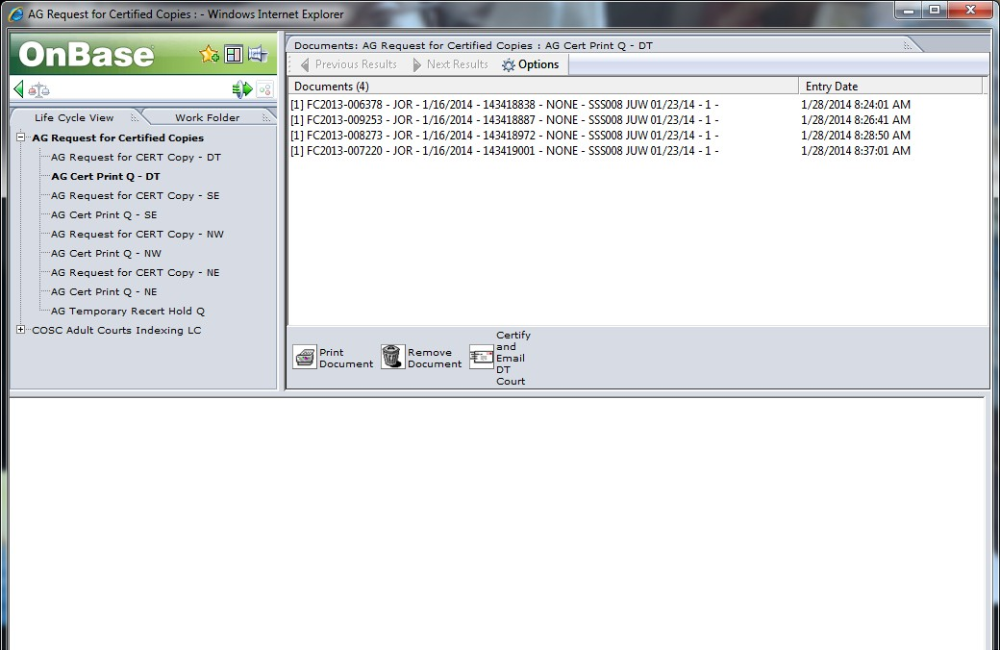 AG Request for Certified Copies : - Windows Internet Explorer
OnBase
Life Cycle View
Work Folder
AG Request for Certified Copies
AG Request for CERT Copy - DT
AG Cert Print Q - DT
AG Request for CERT Copy - SE
AG Cert Print Q - SE
AG Request for CERT Copy - NW
AG Cert Print Q - NW
AG Request for CERT Copy - NE
AG Cert Print Q - NE
AG Temporary Recert Hold Q
COSC Adult Courts Indexing LC
Documents: AG Request for Certified Copies : AG Cert Print Q - DT
Previous Results Next Results Options
Documents (4) Entry Date
[1] FC2013-006378 - JOR - 1/16/2014 - 143418838 - NONE - SSS008 JUW 01/23/14 - 1 - 1/28/2014 8:24:01 AM
[1] FC2013-009253 - JOR - 1/16/2014 - 143418887 - NONE - SSS008 JUW 01/23/14 - 1 - 1/28/2014 8:26:41 AM
[1] FC2013-008273 - JOR - 1/16/2014 - 143418972 - NONE - SSS008 JUW 01/23/14 - 1 - 1/28/2014 8:28:50 AM
[1] FC2013-007220 - JOR - 1/16/2014 - 143419001 - NONE - SSS008 JUW 01/23/14 - 1 - 1/28/2014 8:37:01 AM
Print
Document
Remove
Document
Certify
and
Email
DT
Court